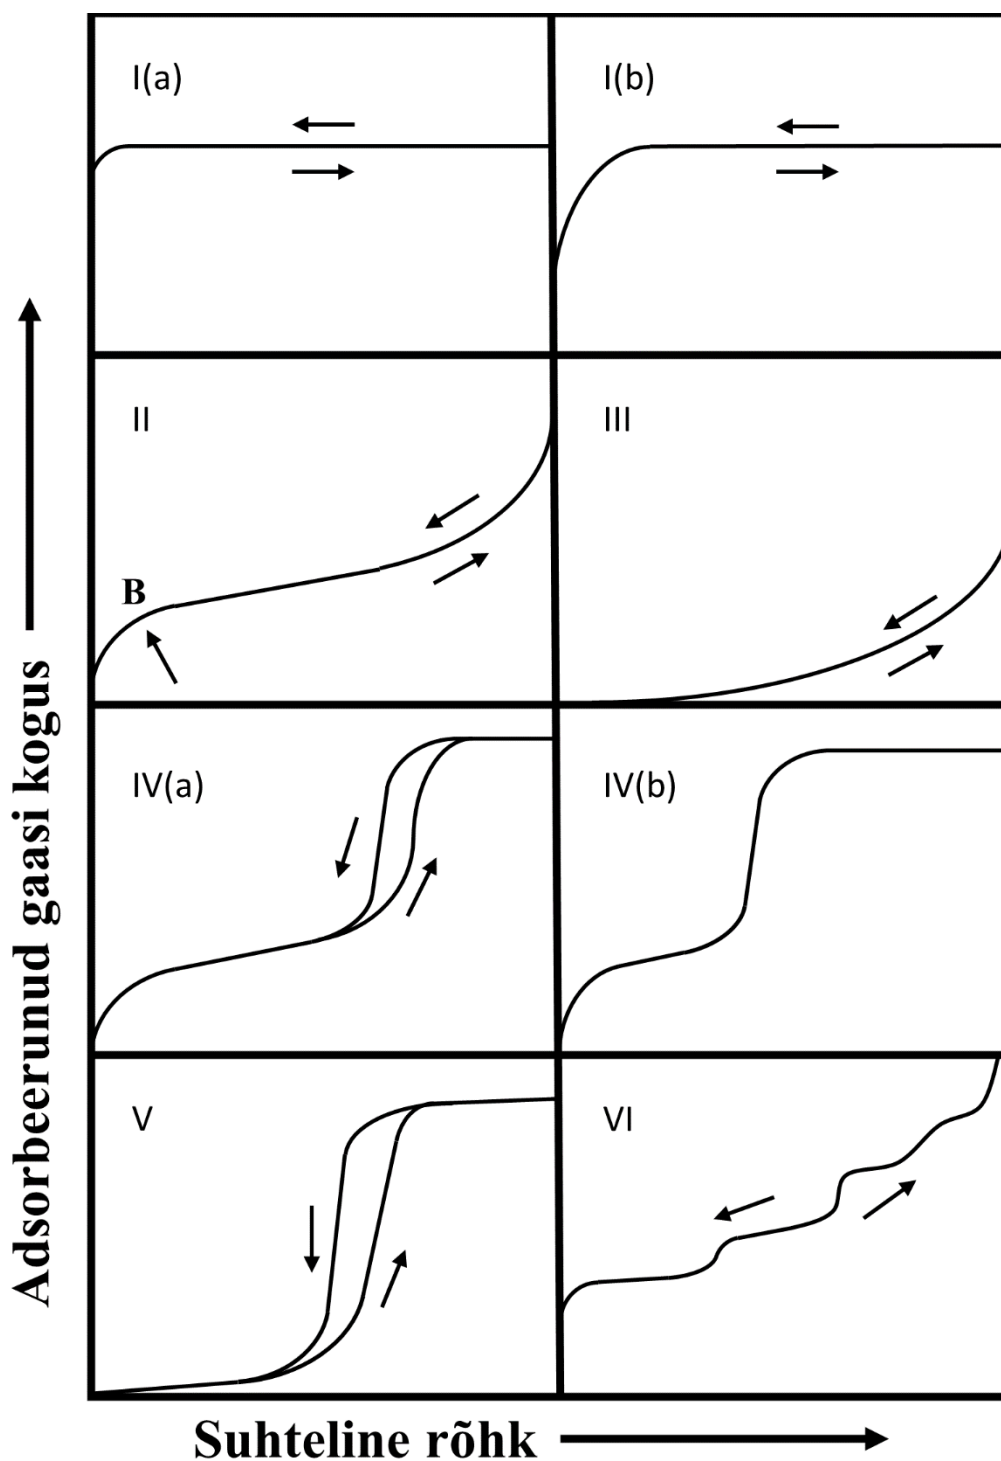 I(a)
I(b)
II
III
B
IV(a)
IV(b)
V
VI
Adsorbeerunud gaasi kogus
Suhteline rõhk